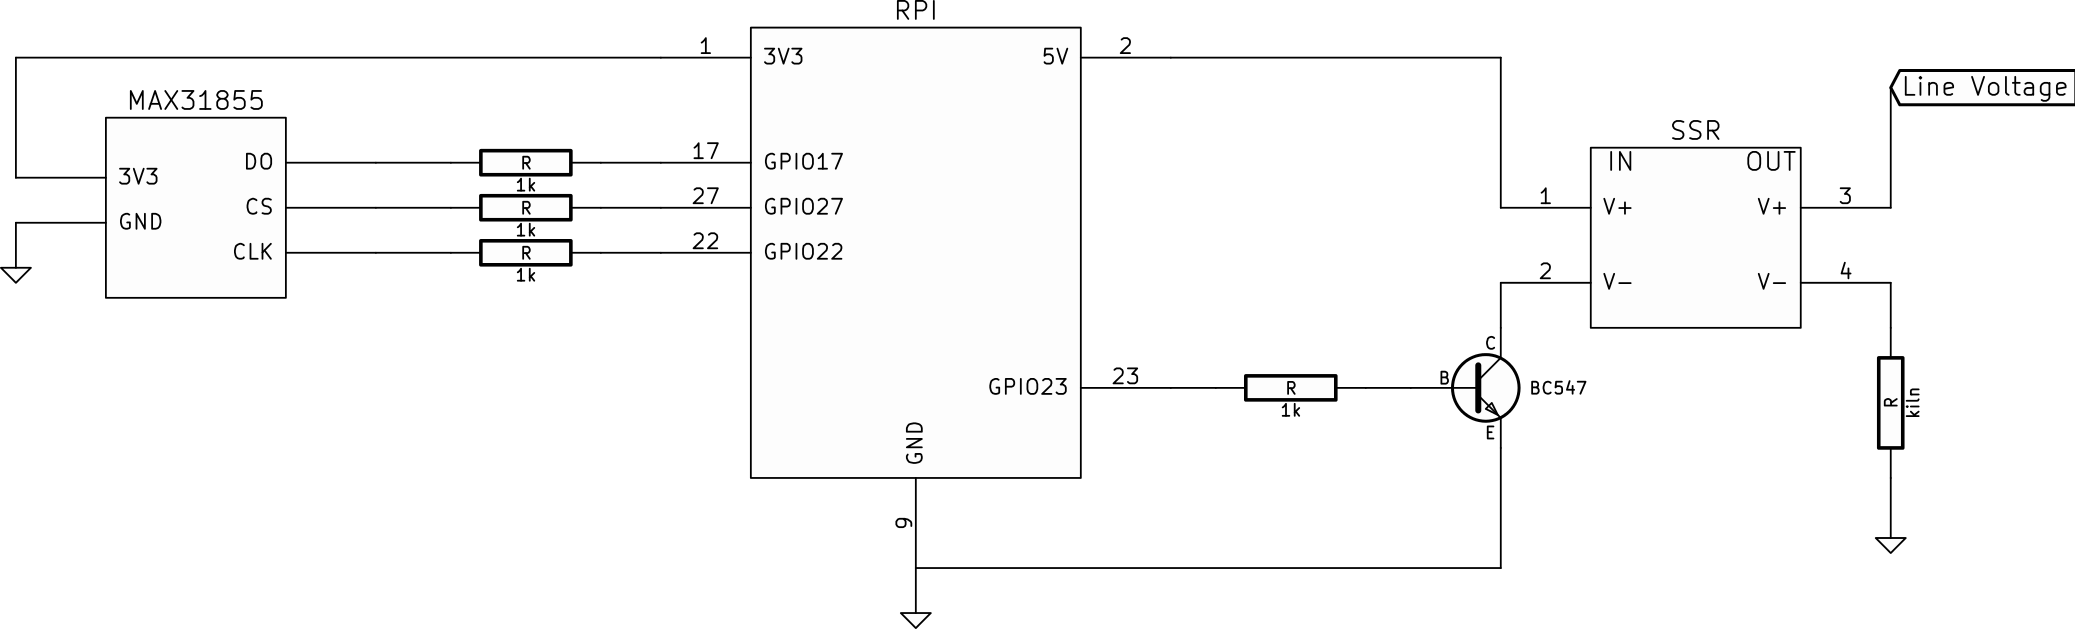 RPI
1
3V3
5V
2
Line Voltage
MAX31855
SSR
IN
OUT
DO
R
1k
17
GPIO17
3V3
CS
R
1k
27
GPIO27
1
V+
V+
3
GND
CLK
R
1k
22
GPIO22
2
V-
V-
4
GPIO23
23
R
1k
B
C
E
BC547
R
kiln
GND
9